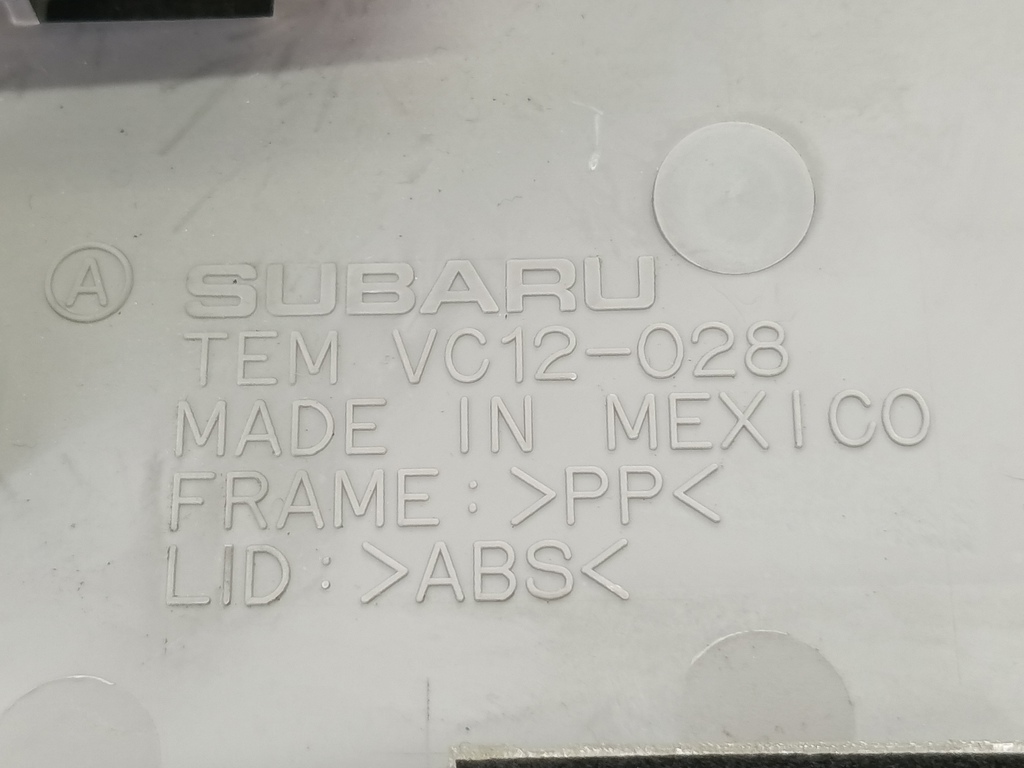 Ⓐ SUBARU
TEM VC12-028
MADE IN MEXICO
FRAME: >PP<
LID: >ABS<